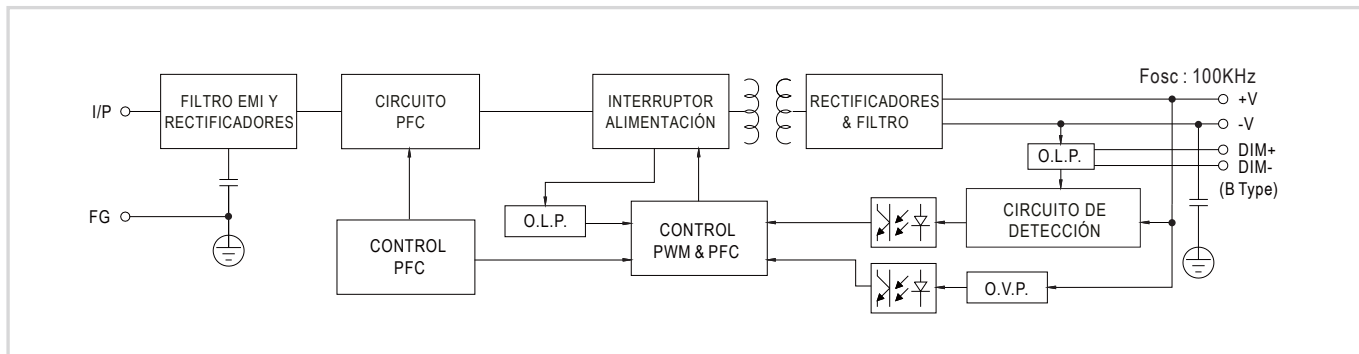 Fosc : 100KHz
I/P
FILTRO EMI Y
RECTIFICADORES
CIRCUITO
PFC
INTERRUPTOR
ALIMENTACIÓN
RECTIFICADORES
& FILTRO
+V
-V
O.L.P.
DIM+
DIM-
(B Type)
FG
O.L.P.
CONTROL
PFC
CONTROL
PWM & PFC
CIRCUITO DE
DETECCIÓN
O.V.P.